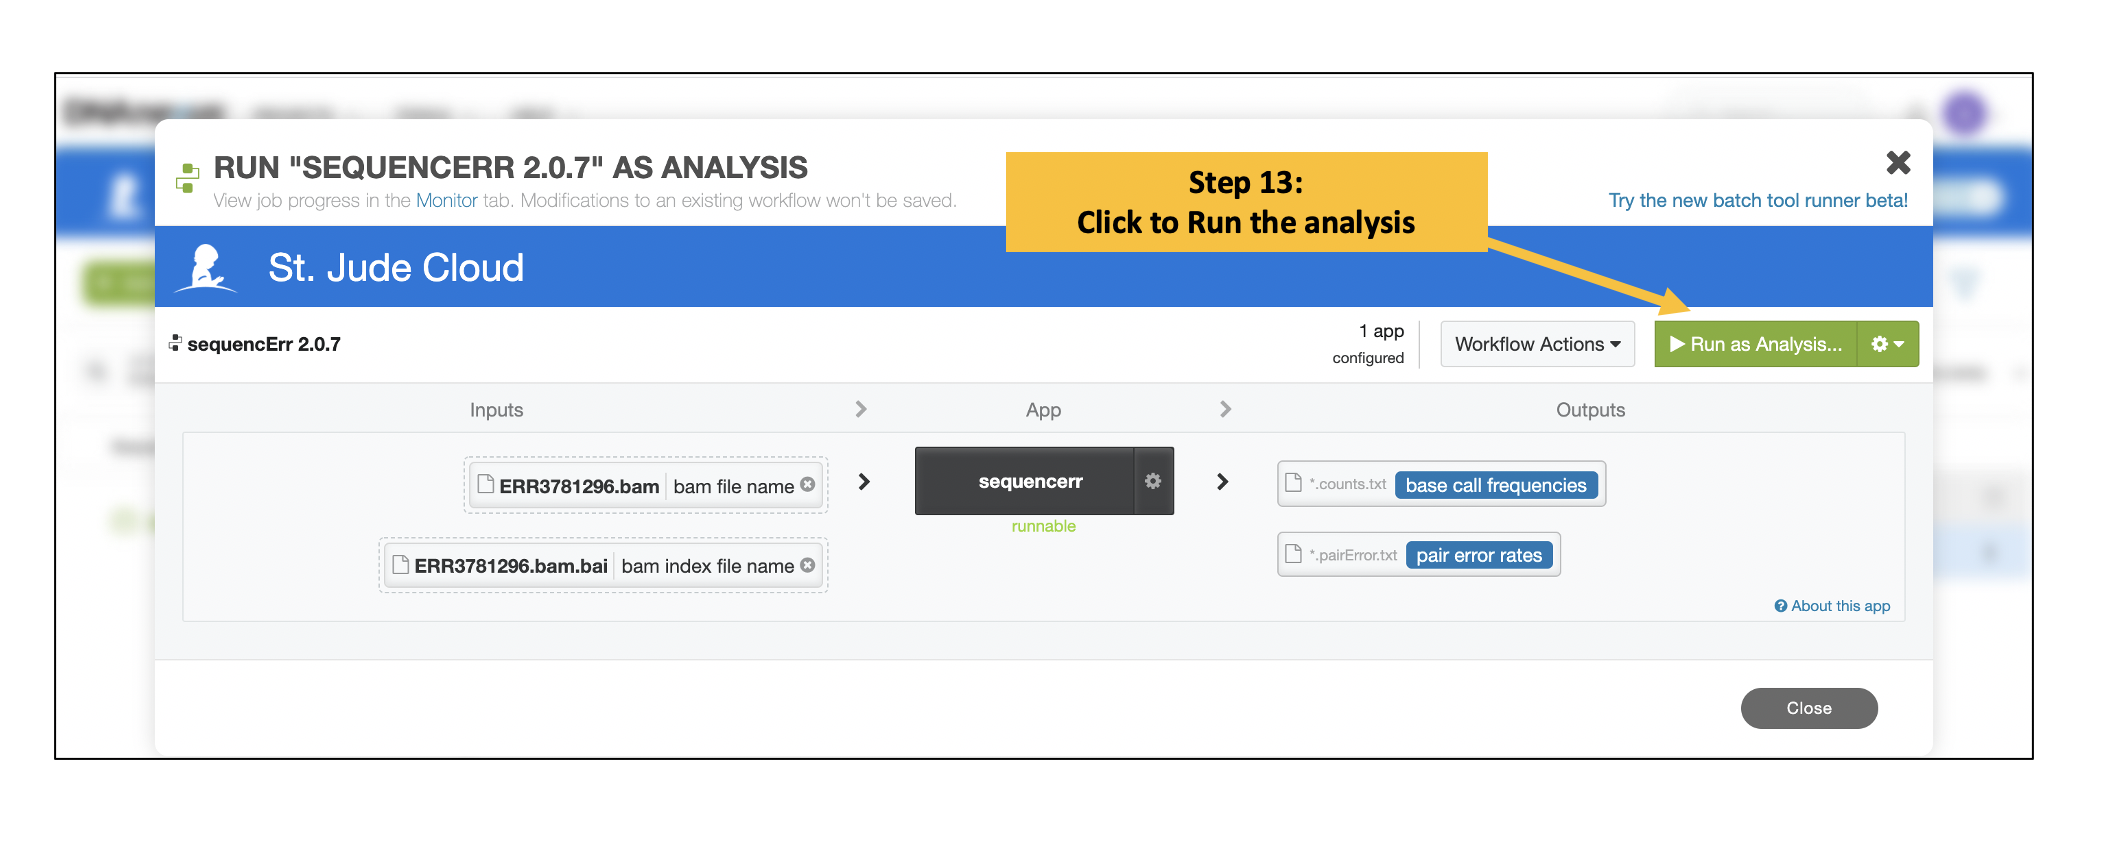 RUN "SEQUENCERR 2.0.7" AS ANALYSIS
View job progress in the Monitor tab. Modifications to an existing workflow won't be saved.
Step 13:
Click to Run the analysis
Try the new batch tool runner beta!
St. Jude Cloud
sequencErr 2.0.7
1 app
configured
Workflow Actions
Run as Analysis...
Inputs
App
Outputs
ERR3781296.bam bam file name
sequencerr
runnable
*.counts.txt base call frequencies
ERR3781296.bam.bai bam index file name
*.pairError.txt pair error rates
About this app
Close